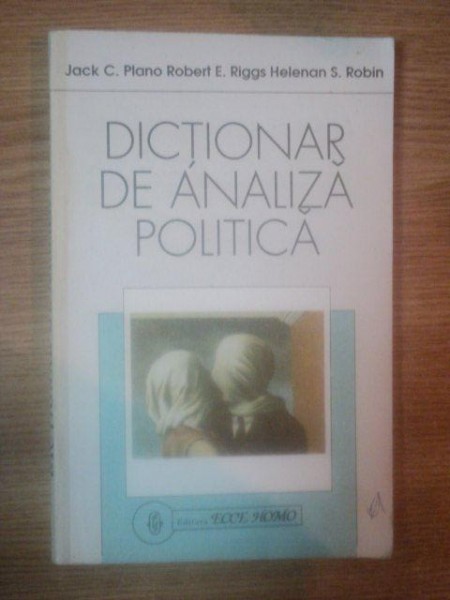 Jack C. Plano Robert E. Riggs Helenan S. Robin
DICȚIONAR
DE ANALIZĂ
POLITICĂ
Editura ECCE HOMO